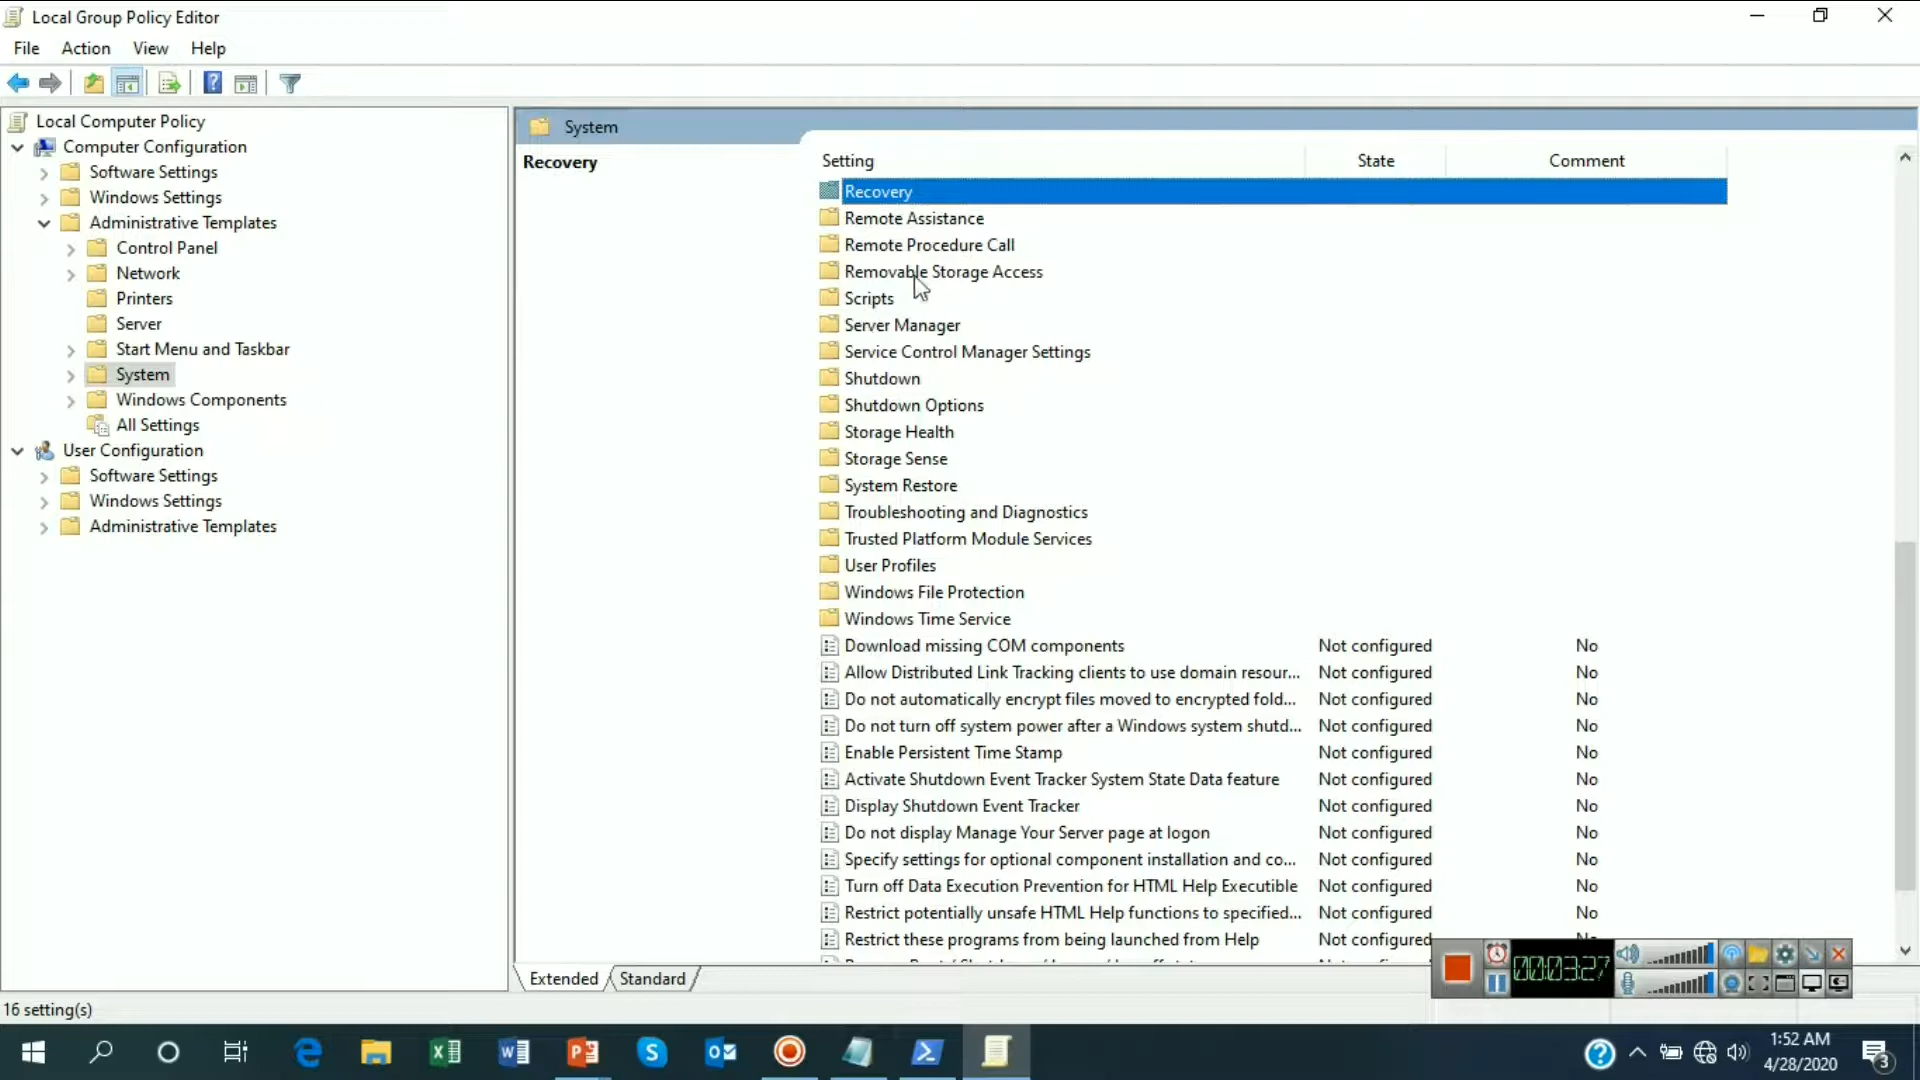 Local Group Policy Editor
File Action View Help
Local Computer Policy
Computer Configuration
Software Settings
Windows Settings
Administrative Templates
Control Panel
Network
Printers
Server
Start Menu and Taskbar
System
Windows Components
All Settings
User Configuration
Software Settings
Windows Settings
Administrative Templates
System
Recovery
Setting State Comment
Recovery
Remote Assistance
Remote Procedure Call
Removable Storage Access
Scripts
Server Manager
Service Control Manager Settings
Shutdown
Shutdown Options
Storage Health
Storage Sense
System Restore
Troubleshooting and Diagnostics
Trusted Platform Module Services
User Profiles
Windows File Protection
Windows Time Service
Download missing COM components Not configured No
Allow Distributed Link Tracking clients to use domain resour... Not configured No
Do not automatically encrypt files moved to encrypted fold... Not configured No
Do not turn off system power after a Windows system shutd... Not configured No
Enable Persistent Time Stamp Not configured No
Activate Shutdown Event Tracker System State Data feature Not configured No
Display Shutdown Event Tracker Not configured No
Do not display Manage Your Server page at logon Not configured No
Specify settings for optional component installation and co... Not configured No
Turn off Data Execution Prevention for HTML Help Executible Not configured No
Restrict potentially unsafe HTML Help functions to specified... Not configured No
Restrict these programs from being launched from Help Not configured
Extended Standard
00:03:27
16 setting(s)
1:52 AM
4/28/2020
3